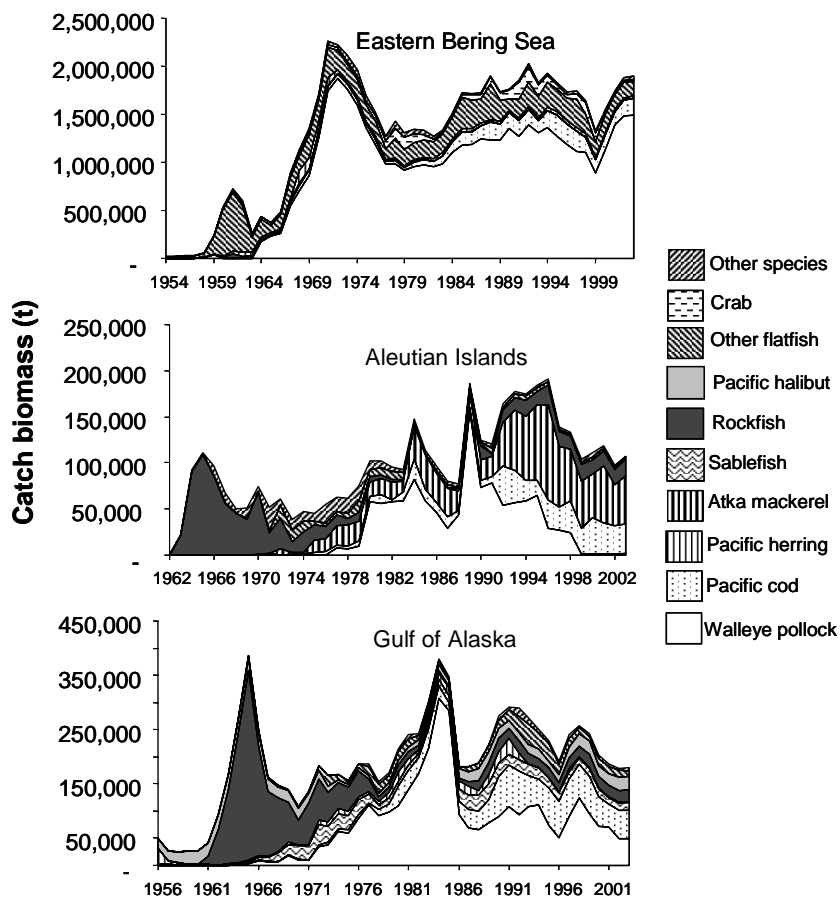 Catch biomass (t)
Eastern Bering Sea
2,500,000
2,000,000
1,500,000
1,000,000
500,000
-
1954 1959 1964 1969 1974 1979 1984 1989 1994 1999
Aleutian Islands
250,000
200,000
150,000
100,000
50,000
-
1962 1966 1970 1974 1978 1982 1986 1990 1994 1998 2002
Gulf of Alaska
450,000
350,000
250,000
150,000
50,000
-
1956 1961 1966 1971 1976 1981 1986 1991 1996 2001
Other species
Crab
Other flatfish
Pacific halibut
Rockfish
Sablefish
Atka mackerel
Pacific herring
Pacific cod
Walleye pollock